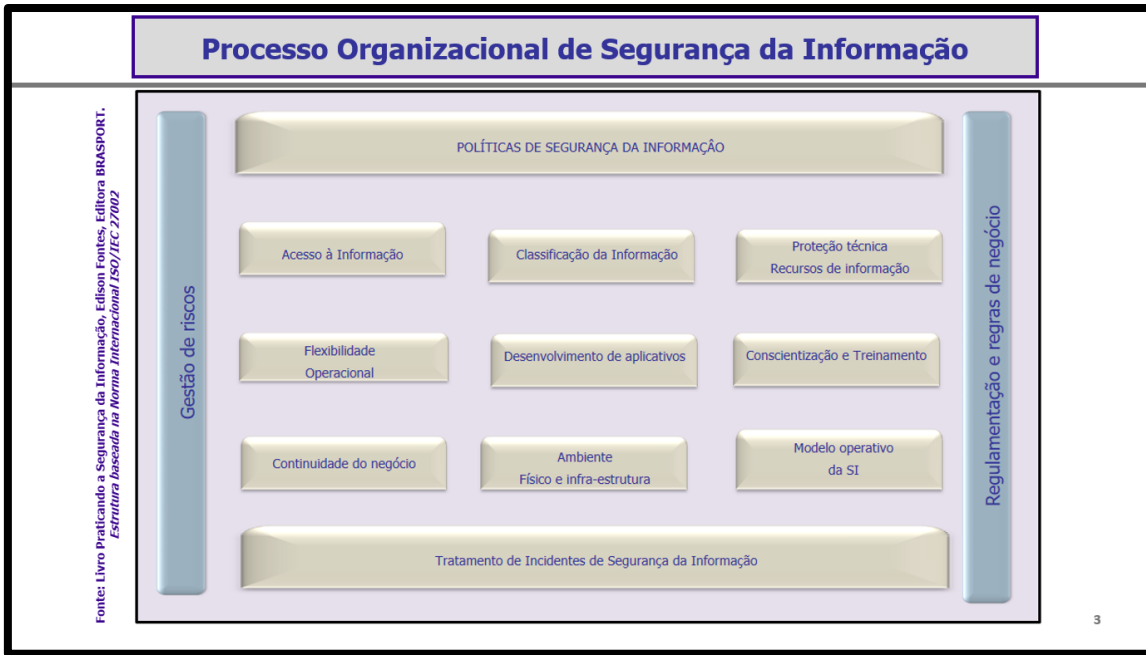 Processo Organizacional de Segurança da Informação
Fonte: Livro Praticando a Segurança da Informação, Edison Fontes, Editora BRASPORT.
Estrutura baseada na Norma Internacional ISO/IEC 27002
Gestão de riscos
POLÍTICAS DE SEGURANÇA DA INFORMAÇÂO
Acesso à Informação
Classificação da Informação
Proteção técnica
Recursos de informação
Flexibilidade
Operacional
Desenvolvimento de aplicativos
Conscientização e Treinamento
Continuidade do negócio
Ambiente
Físico e infra-estrutura
Modelo operativo
da SI
Tratamento de Incidentes de Segurança da Informação
Regulamentação e regras de negócio
3